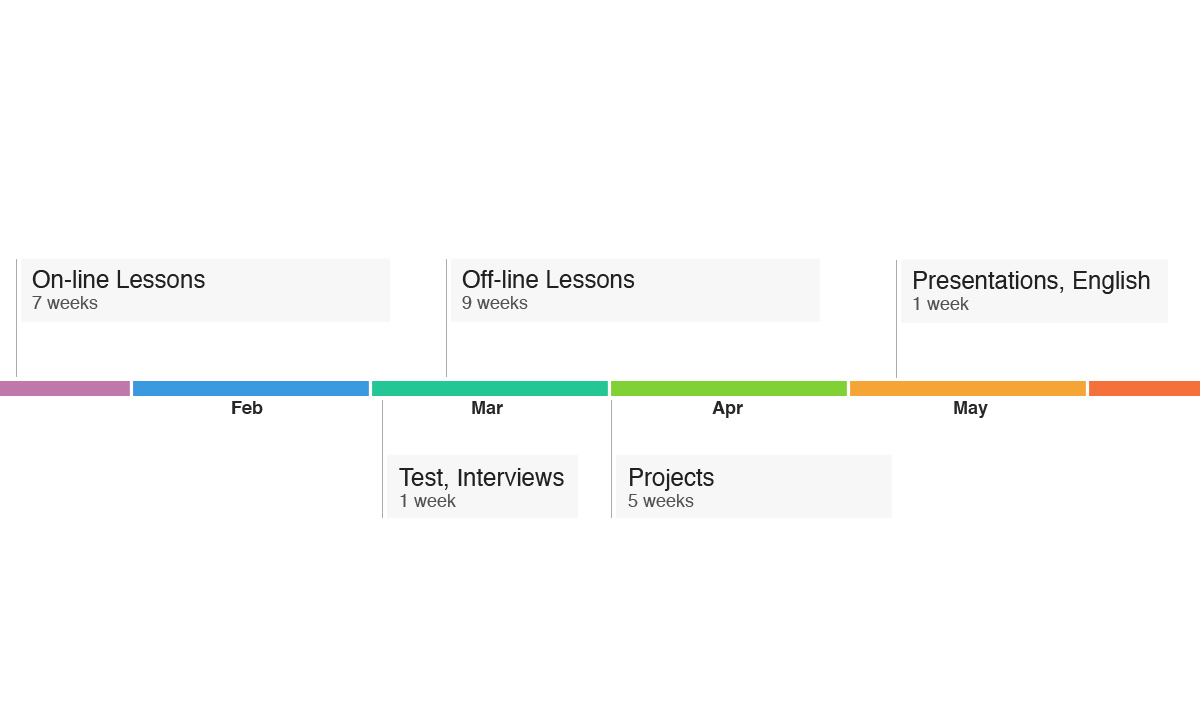 On-line Lessons
7 weeks
Off-line Lessons
9 weeks
Presentations, English
1 week
Feb
Mar
Apr
May
Test, Interviews
1 week
Projects
5 weeks